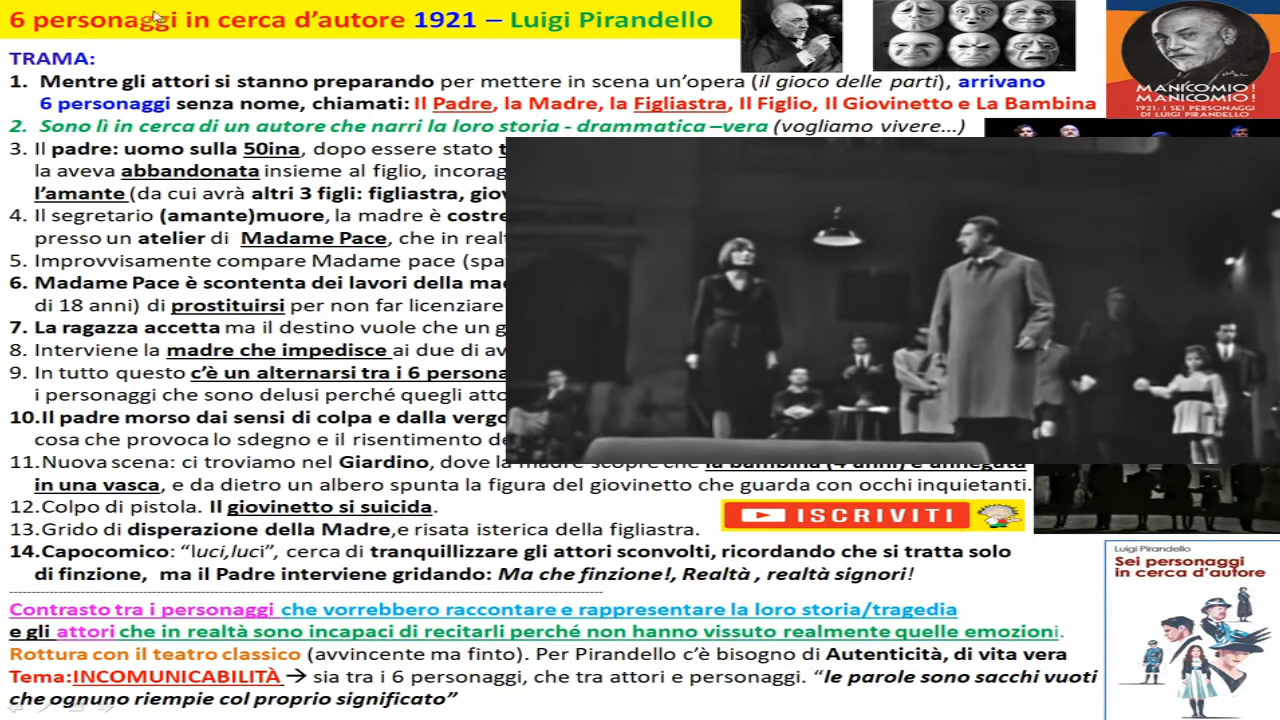 6 personaggi in cerca d'autore 1921 – Luigi Pirandello
TRAMA:
1. Mentre gli attori si stanno preparando per mettere in scena un'opera (il gioco delle parti), arrivano
6 personaggi senza nome, chiamati: Il Padre, la Madre, la Figliastra, Il Figlio, Il Giovinetto e La Bambina
2. Sono lì in cerca di un autore che narri la loro storia - drammatica –vera (vogliamo vivere...)
3. Il padre: uomo sulla 50ina, dopo essere stato
la aveva abbandonata insieme al figlio,
l'amante (da cui avrà altri 3 figli: figliastra,
4. Il segretario (amante)muore, la madre è
presso un atelier di Madame Pace, che in
5. Improvvisamente compare Madame pace
6. Madame Pace è scontenta dei lavori della
di 18 anni) di prostituirsi per non far licenziare
7. La ragazza accetta ma il destino vuole che un
8. Interviene la madre che impedisce ai due di
9. In tutto questo c'è un alternarsi tra i 6
i personaggi che sono delusi perché quegli
10.Il padre morso dai sensi di colpa e dalla
cosa che provoca lo sdegno e il risentimento
11.Nuova scena: ci troviamo nel Giardino, dove la madre scopre che la bambina (4 anni) è annegata
in una vasca, e da dietro un albero spunta la figura del giovinetto che guarda con occhi inquietanti.
12.Colpo di pistola. Il giovinetto si suicida.
13.Grido di disperazione della Madre,e risata isterica della figliastra.
14.Capocomico: "luci,luci", cerca di tranquillizzare gli attori sconvolti, ricordando che si tratta solo
di finzione, ma il Padre interviene gridando: Ma che finzione!, Realtà , realtà signori!
Contrasto tra i personaggi che vorrebbero raccontare e rappresentare la loro storia/tragedia
e gli attori che in realtà sono incapaci di recitarli perché non hanno vissuto realmente quelle emozioni.
Rottura con il teatro classico (avvincente ma finto). Per Pirandello c'è bisogno di Autenticità, di vita vera
Tema:INCOMUNICABILITÀ → sia tra i 6 personaggi, che tra attori e personaggi. "le parole sono sacchi vuoti
che ognuno riempie col proprio significato"
MANICOMIO!
MANICOMIO!
1921: I SEI PERSONAGGI
DI LUIGI PIRANDELLO
ISCRIVITI
Luigi Pirandello
Sei personaggi
in cerca d'autore